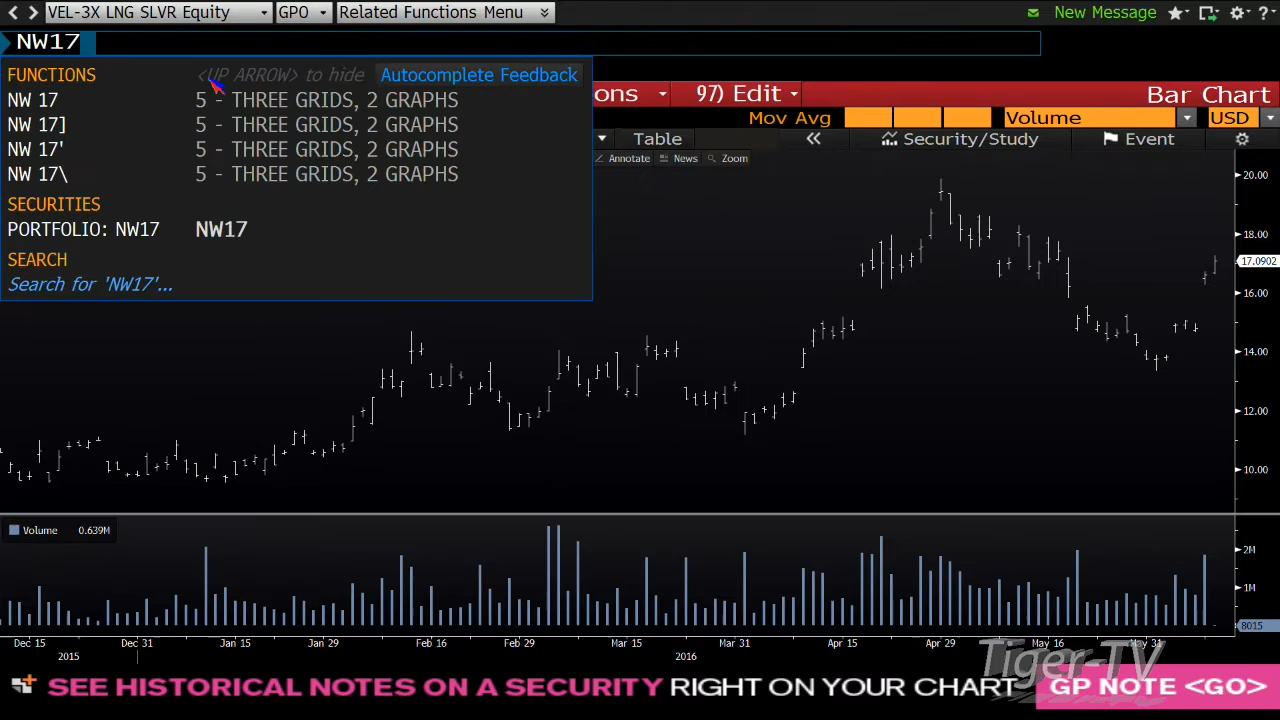 VEL-3X LNG SLVR Equity GPO Related Functions Menu New Message ?
NW17
FUNCTIONS <UP ARROW> to hide Autocomplete Feedback
NW 17 5 - THREE GRIDS, 2 GRAPHS
NW 17] 5 - THREE GRIDS, 2 GRAPHS
NW 17' 5 - THREE GRIDS, 2 GRAPHS
NW 17\ 5 - THREE GRIDS, 2 GRAPHS
SECURITIES
PORTFOLIO: NW17 NW17
SEARCH
Search for 'NW17'...
ons 97) Edit Bar Chart
Mov Avg Volume USD
Table « Security/Study Event
Annotate News Zoom
20.00
18.00
17.0902
16.00
14.00
12.00
10.00
Volume 0.639M
2M
1M
8015
Dec 15 Dec 31 Jan 15 Jan 29 Feb 16 Feb 29 Mar 15 Mar 31 Apr 15 Apr 29 May 16 May 31
2015 2016
Tiger-TV
SEE HISTORICAL NOTES ON A SECURITY RIGHT ON YOUR CHART GP NOTE <GO>